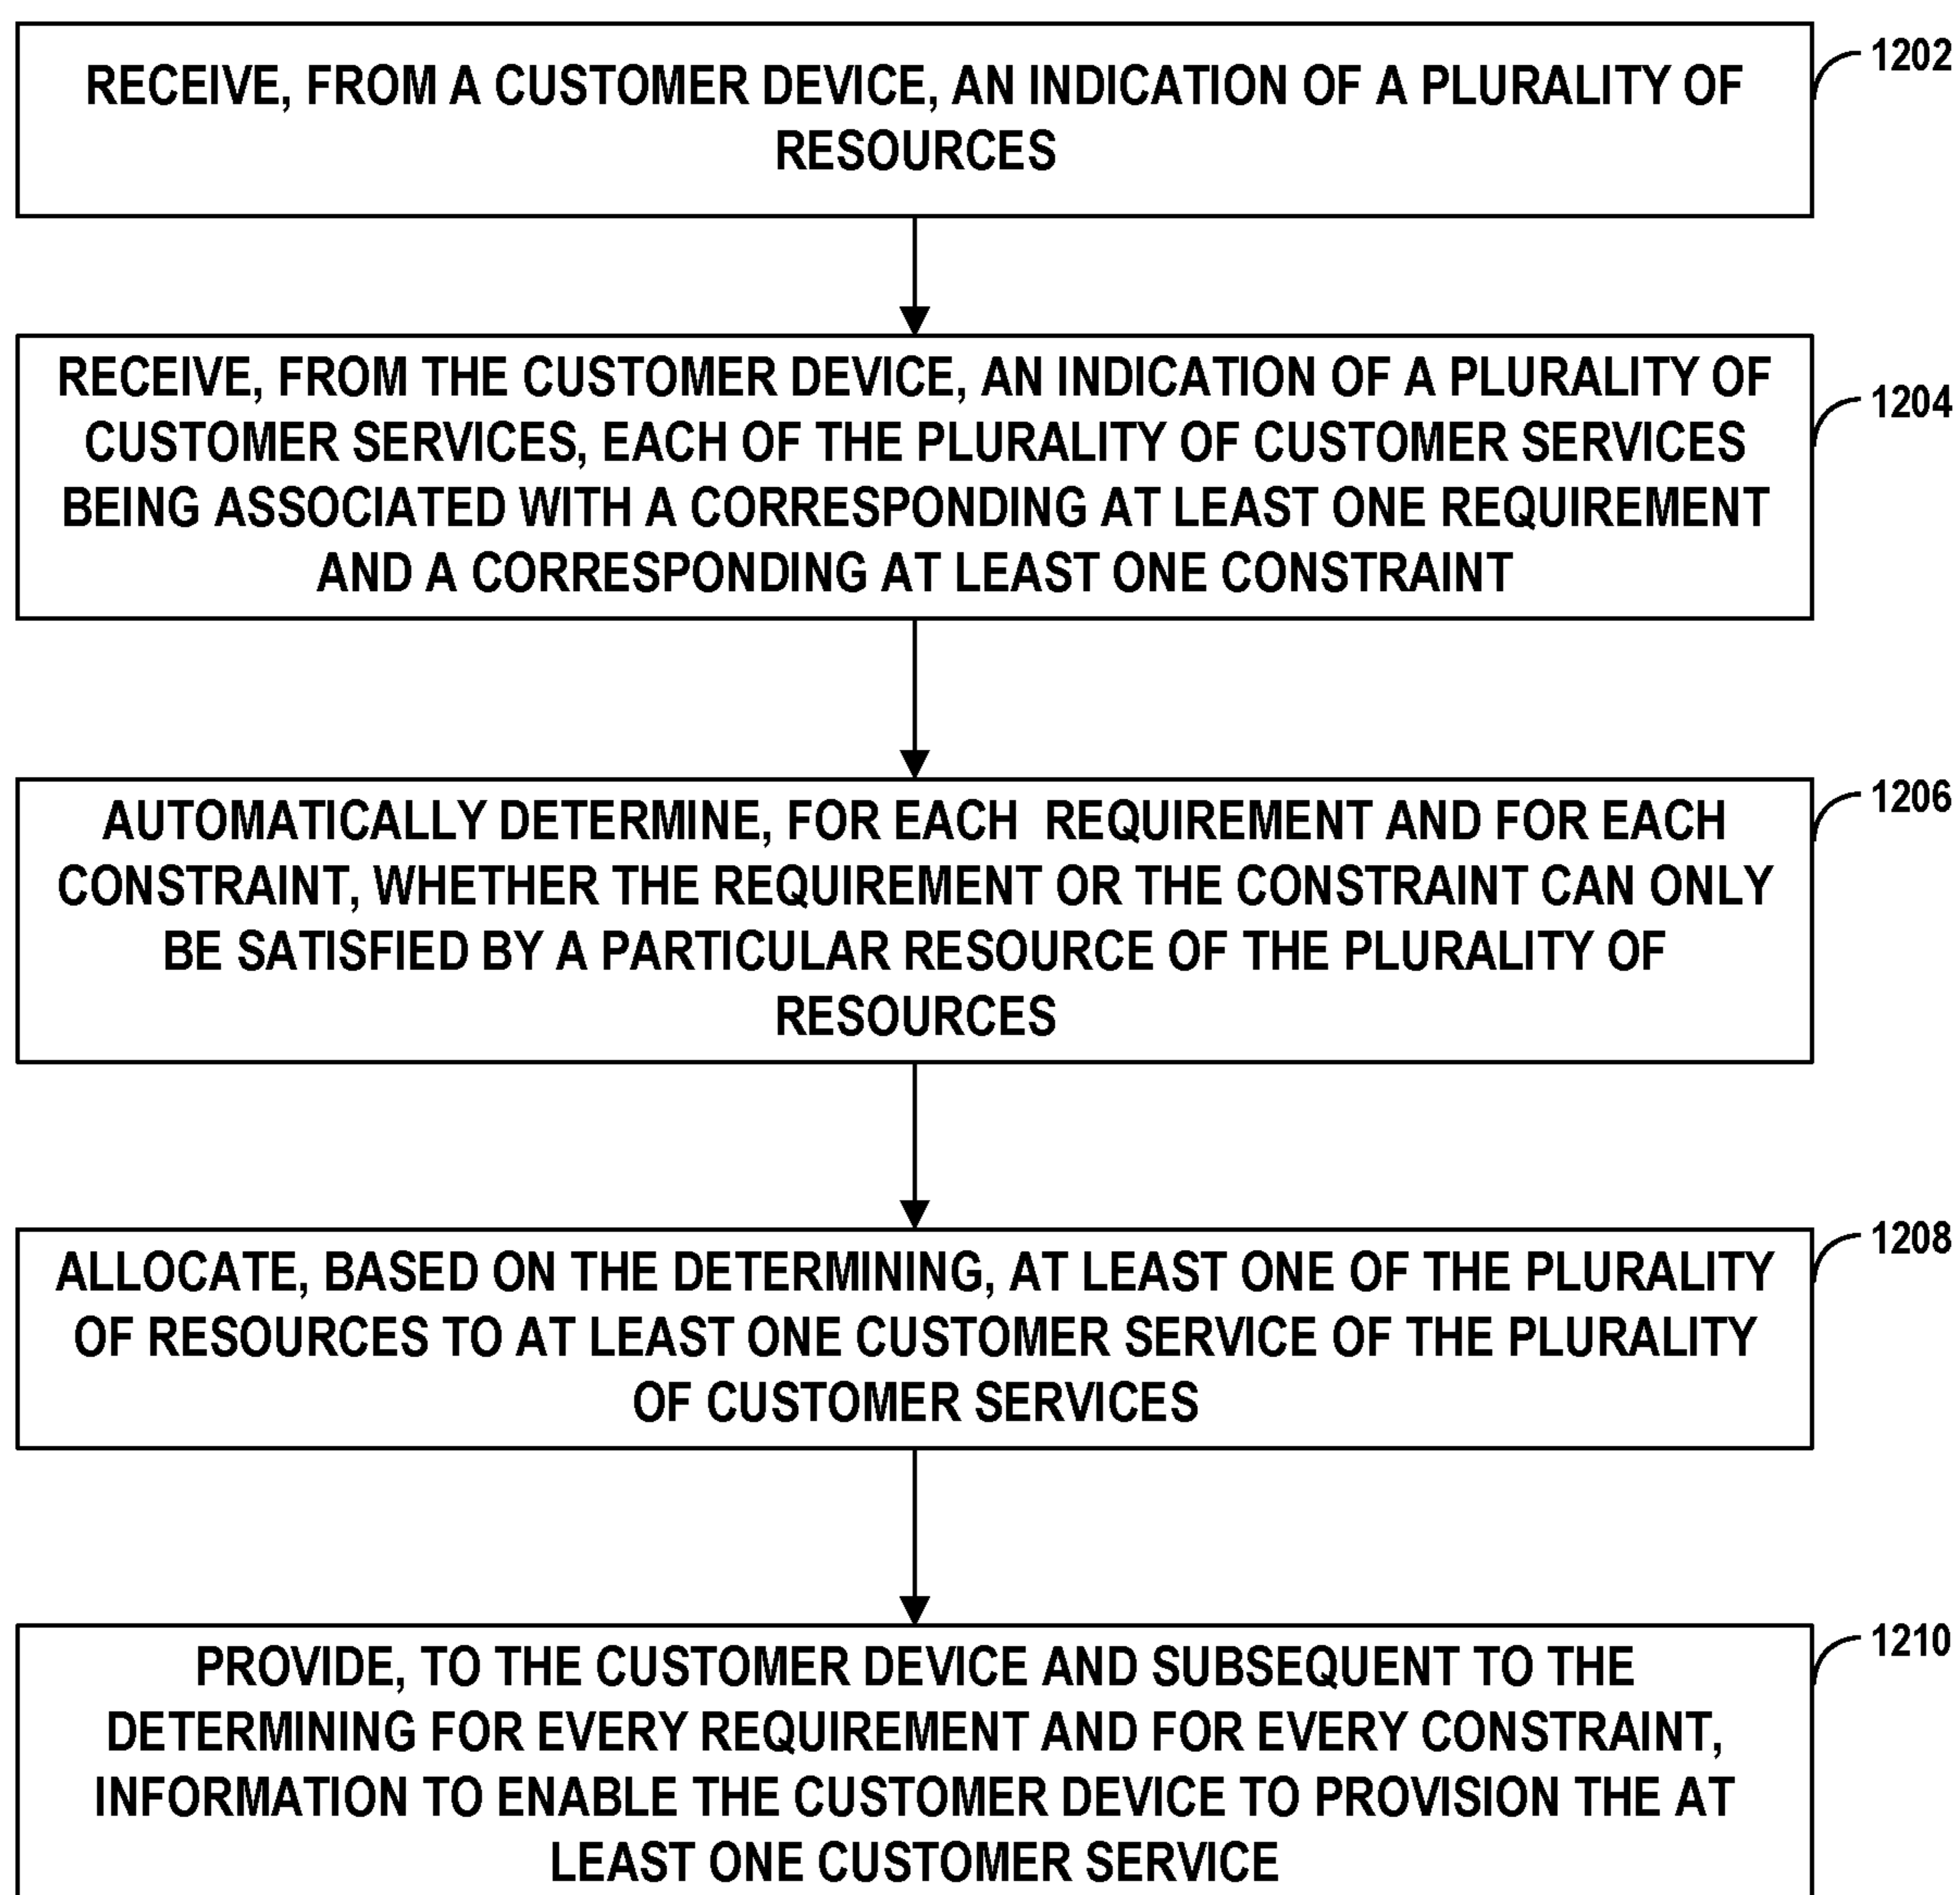 RECEIVE, FROM A CUSTOMER DEVICE, AN INDICATION OF A PLURALITY OF
RESOURCES
1202
RECEIVE, FROM THE CUSTOMER DEVICE, AN INDICATION OF A PLURALITY OF
CUSTOMER SERVICES, EACH OF THE PLURALITY OF CUSTOMER SERVICES
BEING ASSOCIATED WITH A CORRESPONDING AT LEAST ONE REQUIREMENT
AND A CORRESPONDING AT LEAST ONE CONSTRAINT
1204
AUTOMATICALLY DETERMINE, FOR EACH REQUIREMENT AND FOR EACH
CONSTRAINT, WHETHER THE REQUIREMENT OR THE CONSTRAINT CAN ONLY
BE SATISFIED BY A PARTICULAR RESOURCE OF THE PLURALITY OF
RESOURCES
1206
ALLOCATE, BASED ON THE DETERMINING, AT LEAST ONE OF THE PLURALITY
OF RESOURCES TO AT LEAST ONE CUSTOMER SERVICE OF THE PLURALITY
OF CUSTOMER SERVICES
1208
PROVIDE, TO THE CUSTOMER DEVICE AND SUBSEQUENT TO THE
DETERMINING FOR EVERY REQUIREMENT AND FOR EVERY CONSTRAINT,
INFORMATION TO ENABLE THE CUSTOMER DEVICE TO PROVISION THE AT
LEAST ONE CUSTOMER SERVICE
1210